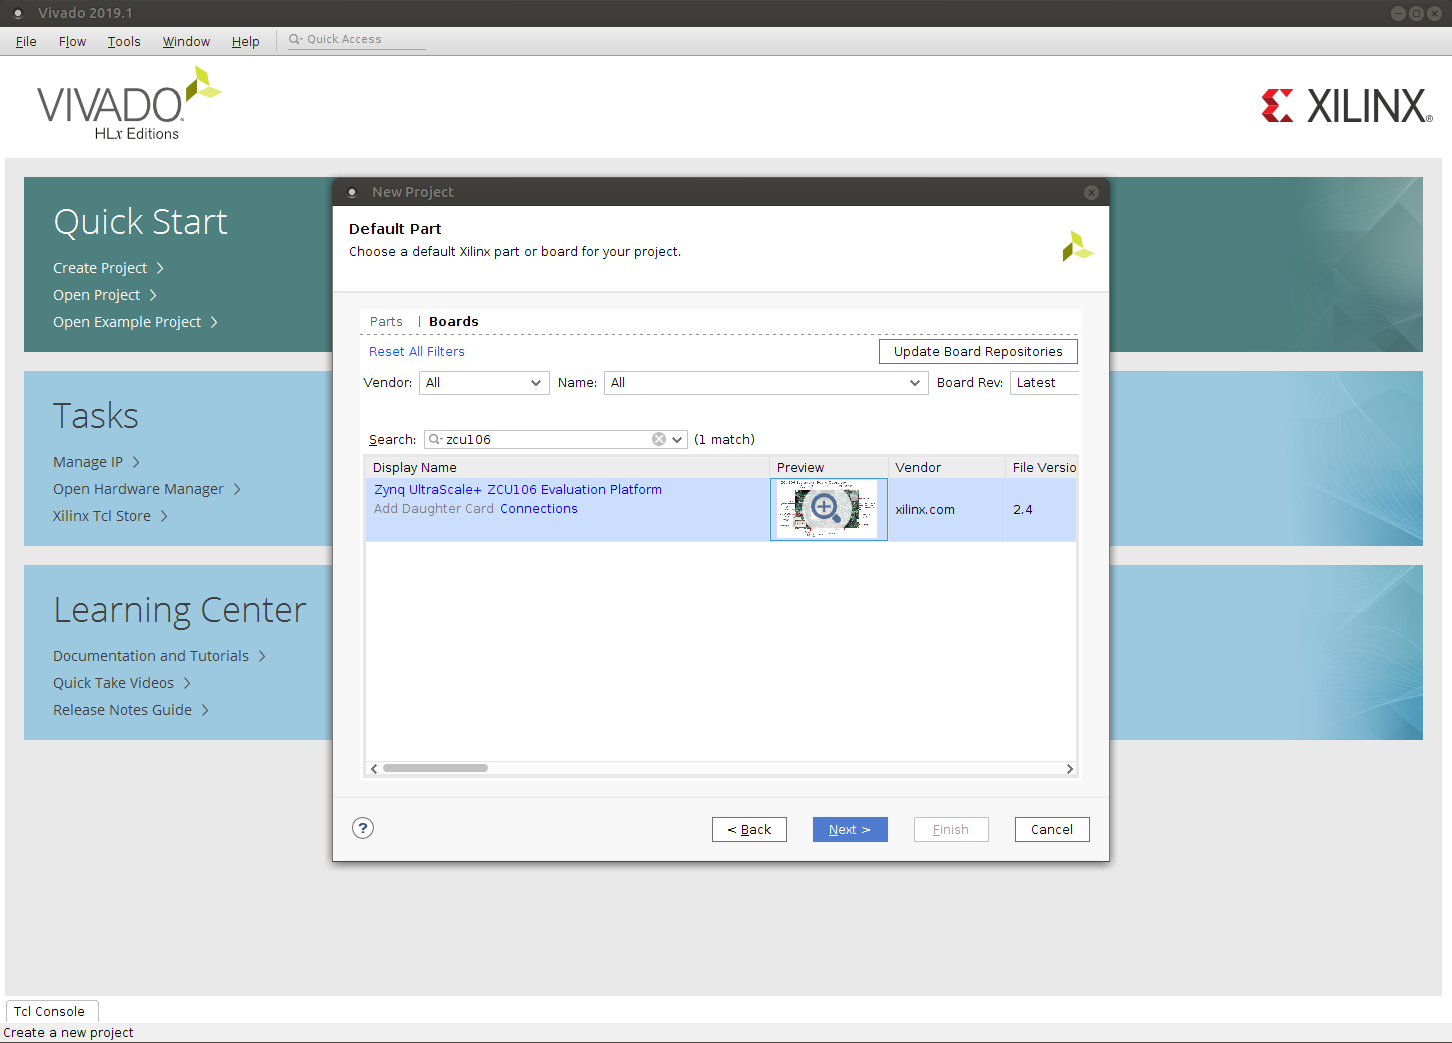 Vivado 2019.1
File Flow Tools Window Help Quick Access
VIVADO
HLx Editions
XILINX®
Quick Start
Create Project >
Open Project >
Open Example Project >
Tasks
Manage IP >
Open Hardware Manager >
Xilinx Tcl Store >
Learning Center
Documentation and Tutorials >
Quick Take Videos >
Release Notes Guide >
New Project
Default Part
Choose a default Xilinx part or board for your project.
Parts | Boards
Reset All Filters Update Board Repositories
Vendor: All Name: All Board Rev: Latest
Search: zcu106 (1 match)
Display Name Preview Vendor File Versio
Zynq UltraScale+ ZCU106 Evaluation Platform
Add Daughter Card Connections
xilinx.com 2.4
? < Back Next > Finish Cancel
Tcl Console
Create a new project